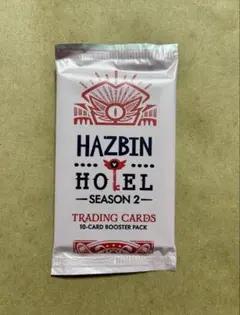 HAZBIN
HOTEL
SEASON 2
TRADING CARDS
10-CARD BOOSTER PACK